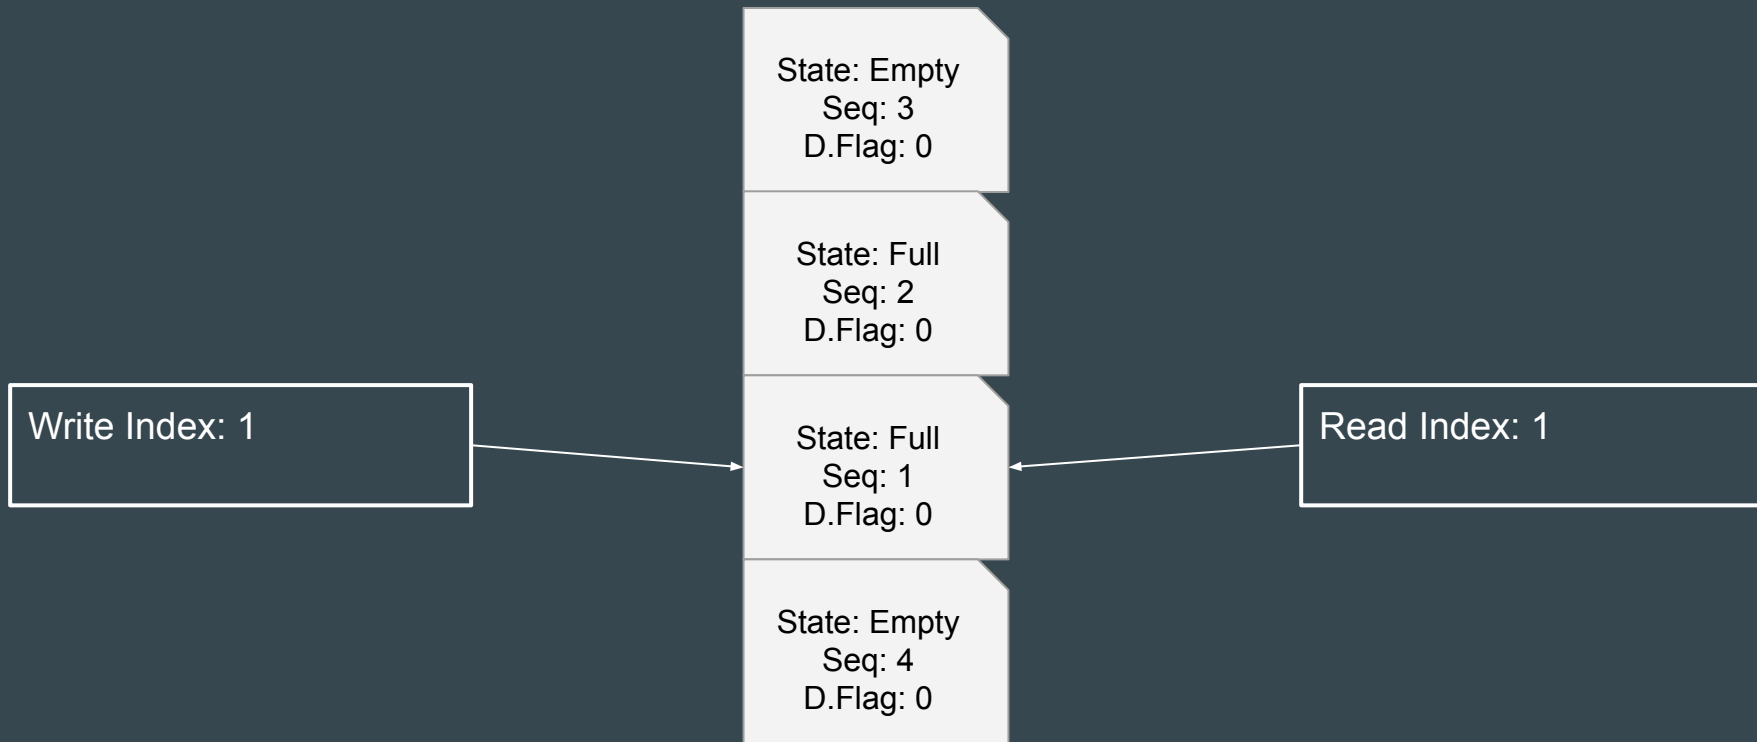 State: Empty
Seq: 3
D.Flag: 0
State: Full
Seq: 2
D.Flag: 0
Write Index: 1
State: Full
Seq: 1
D.Flag: 0
Read Index: 1
State: Empty
Seq: 4
D.Flag: 0